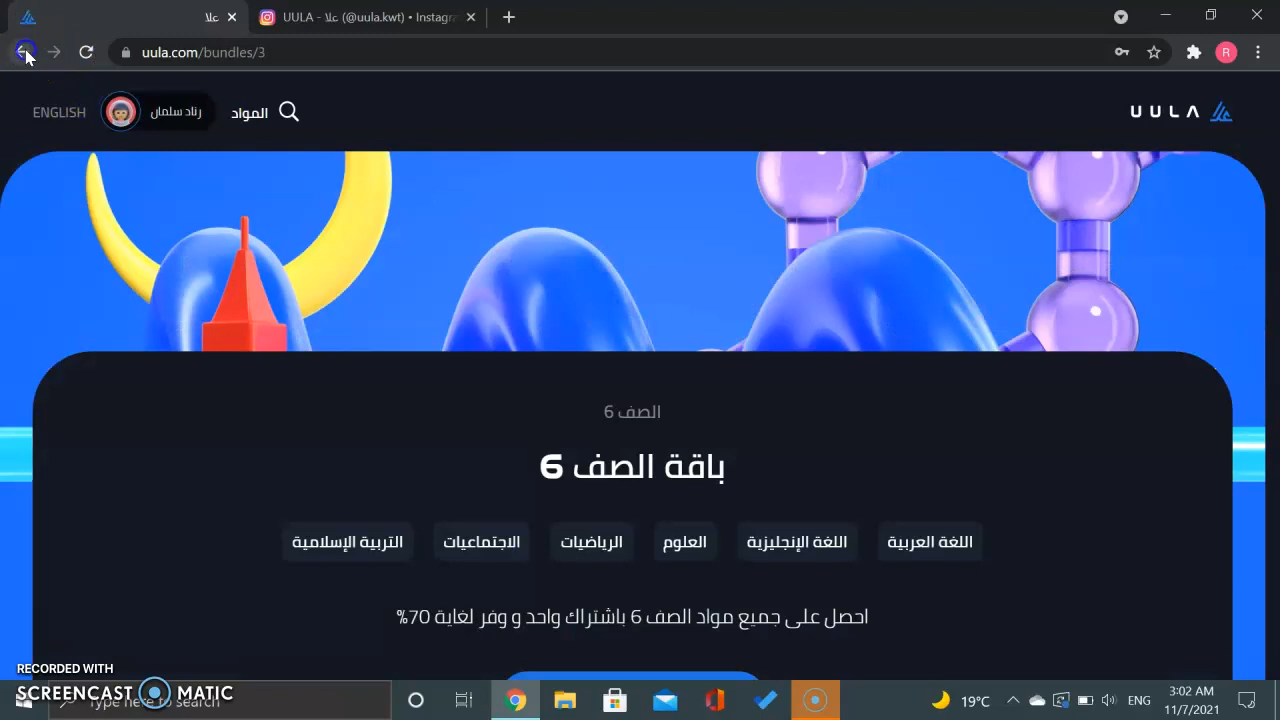 علا
UULA - علا (@uula.kwt) • Instagr
uula.com/bundles/3
R
ENGLISH
رناد سلمان
المواد
UULA
الصف 6
باقة الصف 6
اللغة العربية
اللغة الإنجليزية
العلوم
الرياضيات
الاجتماعيات
التربية الإسلامية
احصل على جميع مواد الصف 6 باشتراك واحد و وفر لغاية 70%
RECORDED WITH
SCREENCAST MATIC
Type here to search
19°C
ENG
3:02 AM
11/7/2021